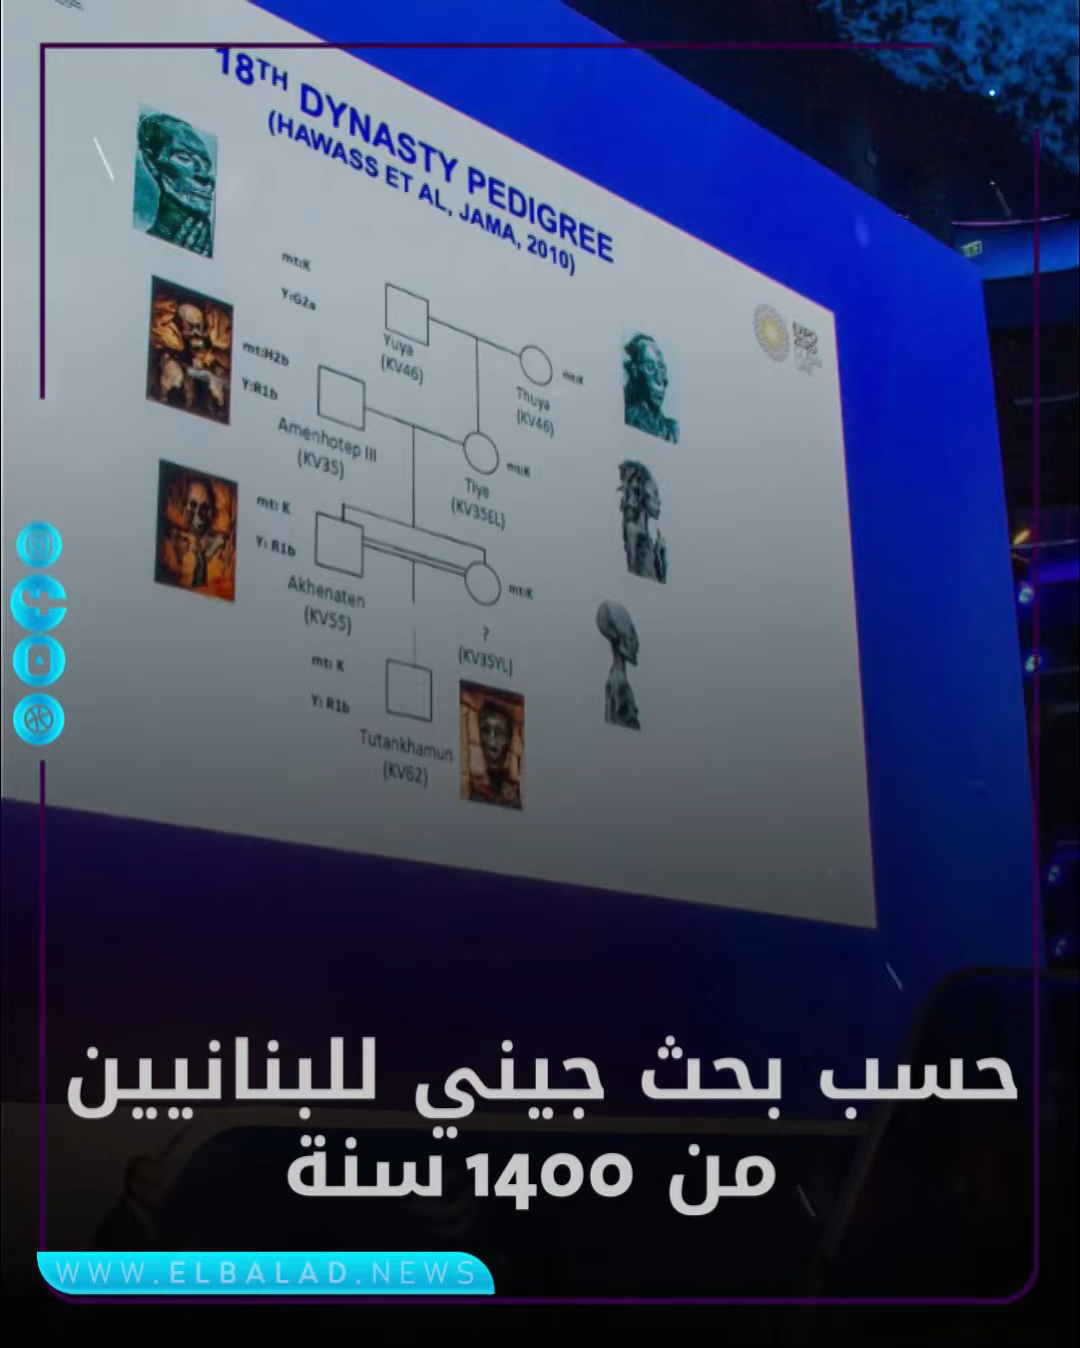 18TH DYNASTY PEDIGREE
(HAWASS ET AL, JAMA, 2010)
mt:K
Y:G2a
Yuya
(KV46)
mt:K
Thuya
(KV46)
mt:H2b
Y:R1b
Amenhotep III
(KV35)
mt:K
Tiye
(KV35EL)
mt: K
Y: R1b
Akhenaten
(KV55)
mt:K
?
(KV35YL)
mt: K
Y: R1b
Tutankhamun
(KV62)
حسب بحث جيني للبنانيين
من 1400 سنة
WWW.ELBALAD.NEWS